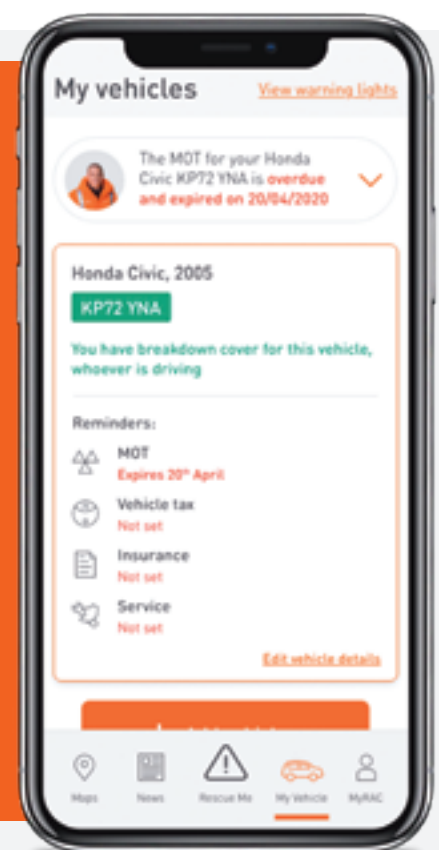 My vehicles
View warning lights
The MOT for your Honda
Civic KP72 YNA is overdue
and expired on 20/04/2020
Honda Civic, 2005
KP72 YNA
You have breakdown cover for this vehicle,
whoever is driving
Reminders:
MOT
Expires 20th April
Vehicle tax
Not set
Insurance
Not set
Service
Not set
Edit vehicle details
Maps
News
Rescue Me
My Vehicle
MyRAC